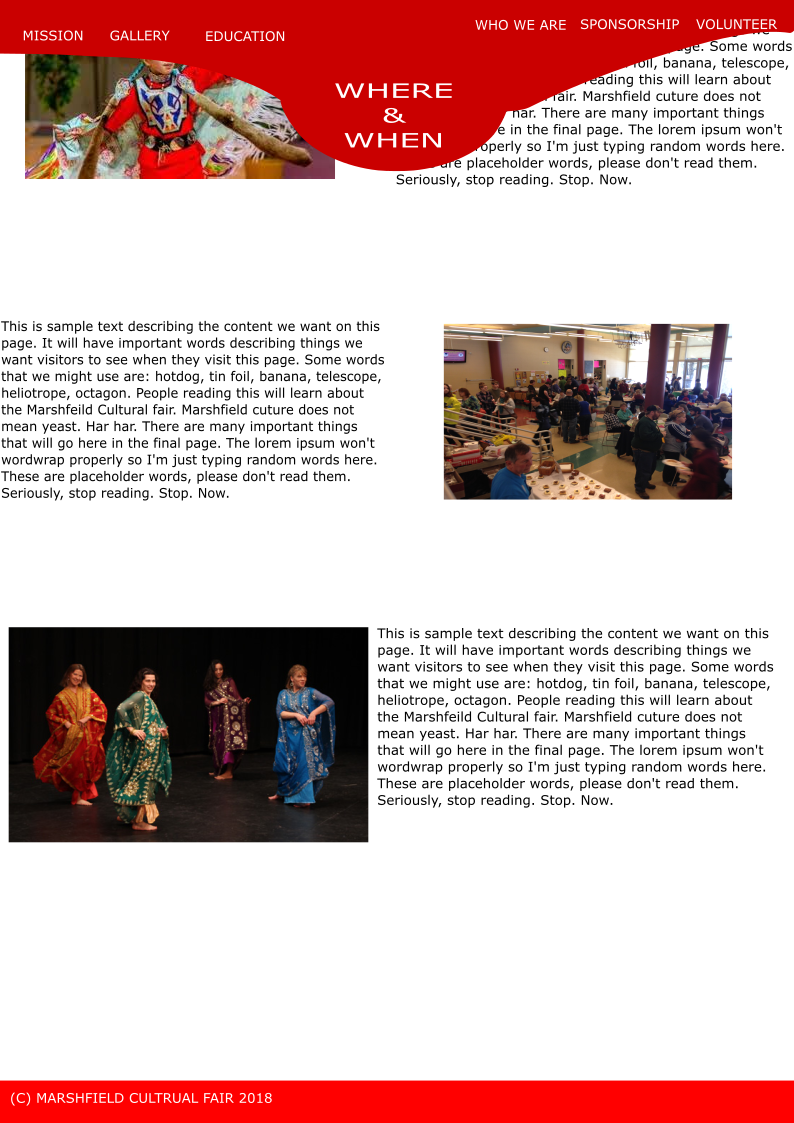 MISSION GALLERY EDUCATION WHO WE ARE SPONSORSHIP VOLUNTEER
WHERE
&
WHEN
Some words
banana, telescope,
this will learn about
Marshfield cuture does not
har. There are many important things
in the final page. The lorem ipsum won't
so I'm just typing random words here.
are placeholder words, please don't read them.
Seriously, stop reading. Stop. Now.
This is sample text describing the content we want on this
page. It will have important words describing things we
want visitors to see when they visit this page. Some words
that we might use are: hotdog, tin foil, banana, telescope,
heliotrope, octagon. People reading this will learn about
the Marshfeild Cultural fair. Marshfield cuture does not
mean yeast. Har har. There are many important things
that will go here in the final page. The lorem ipsum won't
wordwrap properly so I'm just typing random words here.
These are placeholder words, please don't read them.
Seriously, stop reading. Stop. Now.
This is sample text describing the content we want on this
page. It will have important words describing things we
want visitors to see when they visit this page. Some words
that we might use are: hotdog, tin foil, banana, telescope,
heliotrope, octagon. People reading this will learn about
the Marshfeild Cultural fair. Marshfield cuture does not
mean yeast. Har har. There are many important things
that will go here in the final page. The lorem ipsum won't
wordwrap properly so I'm just typing random words here.
These are placeholder words, please don't read them.
Seriously, stop reading. Stop. Now.
(C) MARSHFIELD CULTRUAL FAIR 2018